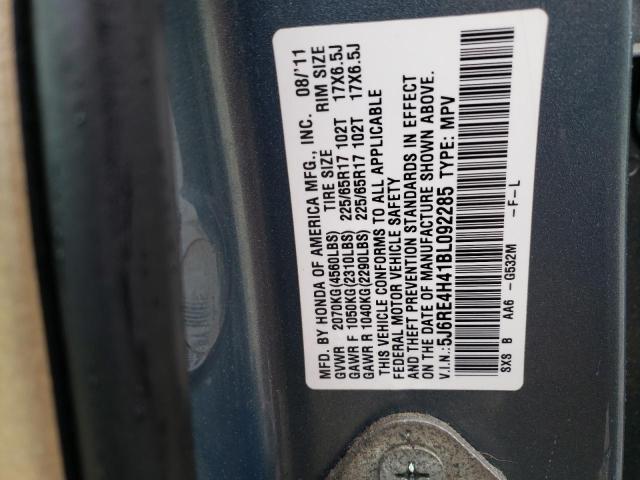 MFD. BY HONDA OF AMERICA MFG., INC. 08/'11
GVWR 2070KG(4560LBS) TIRE SIZE RIM SIZE
GAWR F 1050KG(2310LBS) 225/65R17 102T 17X6.5J
GAWR R 1040KG(2290LBS) 225/65R17 102T 17X6.5J
THIS VEHICLE CONFORMS TO ALL APPLICABLE
FEDERAL MOTOR VEHICLE SAFETY
AND THEFT PREVENTION STANDARDS IN EFFECT
ON THE DATE OF MANUFACTURE SHOWN ABOVE.
V.I.N.: 5J6RE4H41BL092285 TYPE: MPV
SXS B AA6 -G532M -F-L